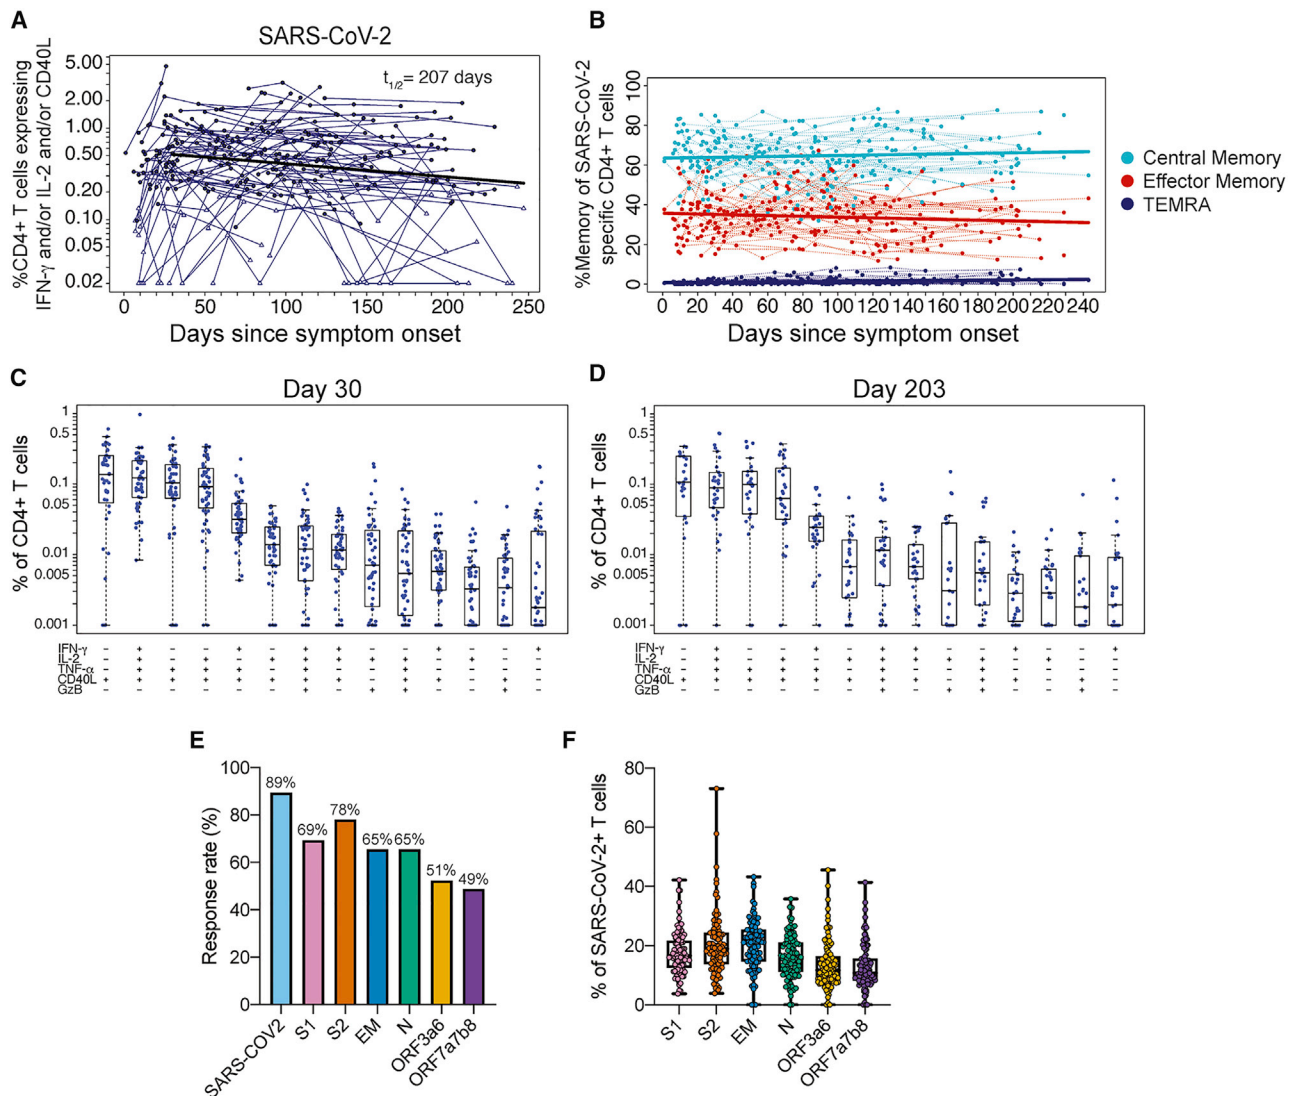 A
SARS-CoV-2
%CD4+ T cells expressing
IFN-γ and/or IL-2 and/or CD40L
5.00
2.00
1.00
0.50
0.20
0.10
0.05
0.02
t1/2= 207 days
0 50 100 150 200 250
Days since symptom onset
B
%Memory of SARS-CoV-2
specific CD4+ T cells
100
80
60
40
20
0
0 20 40 60 80 100 120 140 160 180 200 220 240
Days since symptom onset
Central Memory
Effector Memory
TEMRA
C
Day 30
% of CD4+ T cells
1
0.5
0.1
0.05
0.01
0.005
0.001
IFN-γ − + − − + − + + − − − − − +
IL-2
TNF-α
CD40L
GzB
D
Day 203
% of CD4+ T cells
1
0.5
0.1
0.05
0.01
0.005
0.001
IFN-γ
IL-2
TNF-α
CD40L
GzB
E
Response rate (%)
100
80
60
40
20
0
89%
69%
78%
65%
65%
51%
49%
SARS-COV2
S1
S2
EM
N
ORF3a6
ORF7a7b8
F
% of SARS-CoV-2+ T cells
80
60
40
20
0
S1
S2
EM
N
ORF3a6
ORF7a7b8